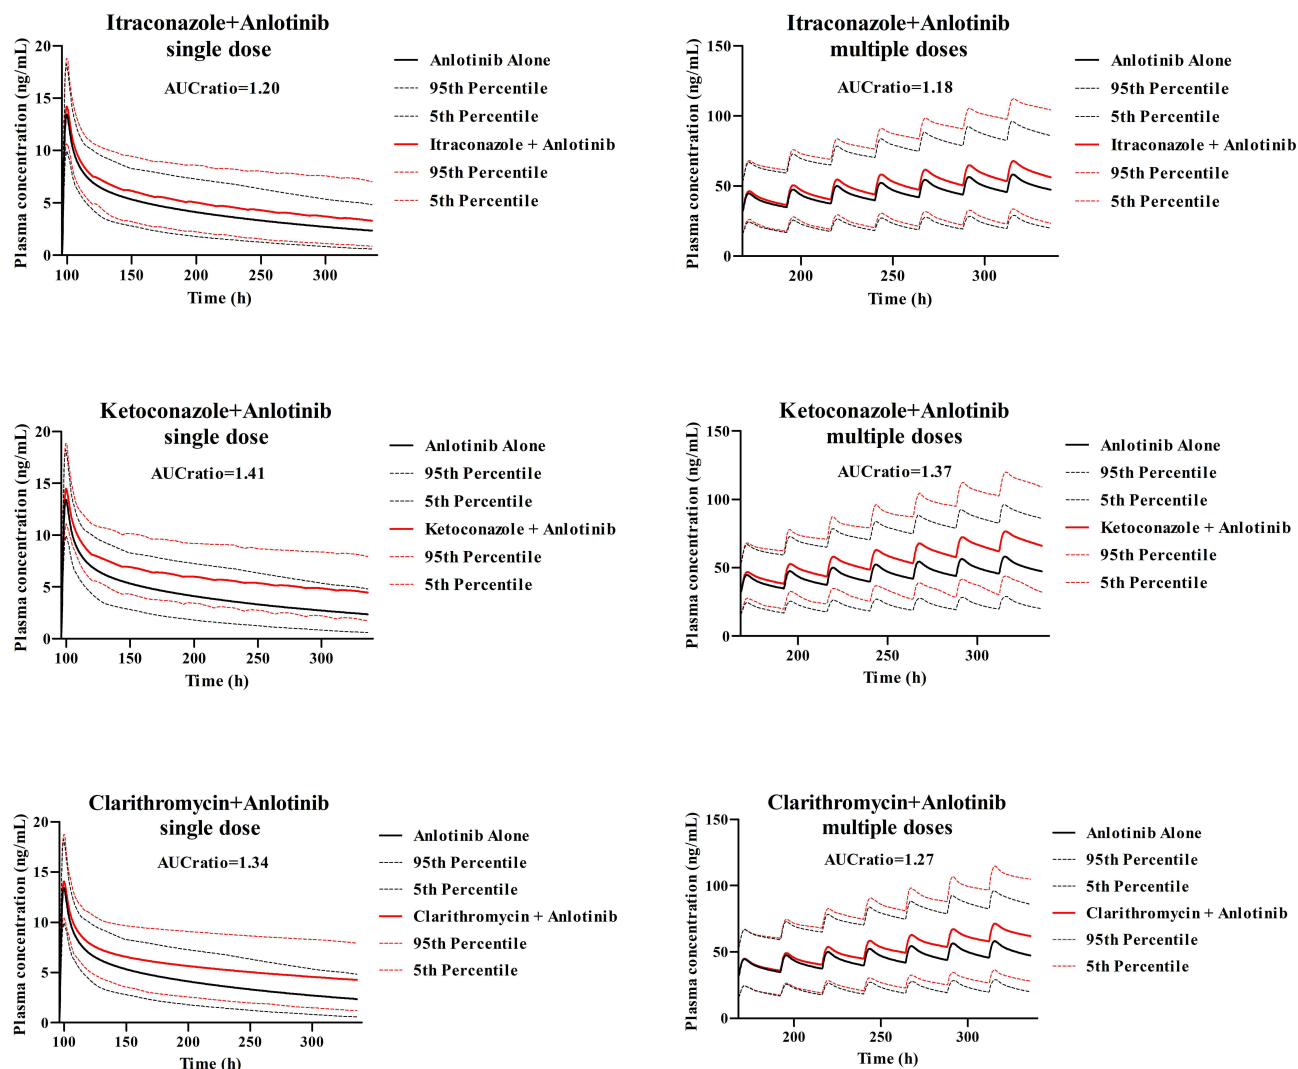 Itraconazole+Anlotinib
single dose
AUCratio=1.20
Plasma concentration (ng/mL)
20
15
10
5
0
100
150
200
250
300
Time (h)
Anlotinib Alone
95th Percentile
5th Percentile
Itraconazole + Anlotinib
95th Percentile
5th Percentile
Itraconazole+Anlotinib
multiple doses
AUCratio=1.18
Plasma concentration (ng/mL)
150
100
50
0
200
250
300
Time (h)
Anlotinib Alone
95th Percentile
5th Percentile
Itraconazole + Anlotinib
95th Percentile
5th Percentile
Ketoconazole+Anlotinib
single dose
AUCratio=1.41
Plasma concentration (ng/mL)
20
15
10
5
0
100
150
200
250
300
Time (h)
Anlotinib Alone
95th Percentile
5th Percentile
Ketoconazole + Anlotinib
95th Percentile
5th Percentile
Ketoconazole+Anlotinib
multiple doses
AUCratio=1.37
Plasma concentration (ng/mL)
150
100
50
0
200
250
300
Time (h)
Anlotinib Alone
95th Percentile
5th Percentile
Ketoconazole + Anlotinib
95th Percentile
5th Percentile
Clarithromycin+Anlotinib
single dose
AUCratio=1.34
Plasma concentration (ng/mL)
20
15
10
5
0
100
150
200
250
300
Time (h)
Anlotinib Alone
95th Percentile
5th Percentile
Clarithromycin + Anlotinib
95th Percentile
5th Percentile
Clarithromycin+Anlotinib
multiple doses
AUCratio=1.27
Plasma concentration (ng/mL)
150
100
50
0
200
250
300
Time (h)
Anlotinib Alone
95th Percentile
5th Percentile
Clarithromycin + Anlotinib
95th Percentile
5th Percentile